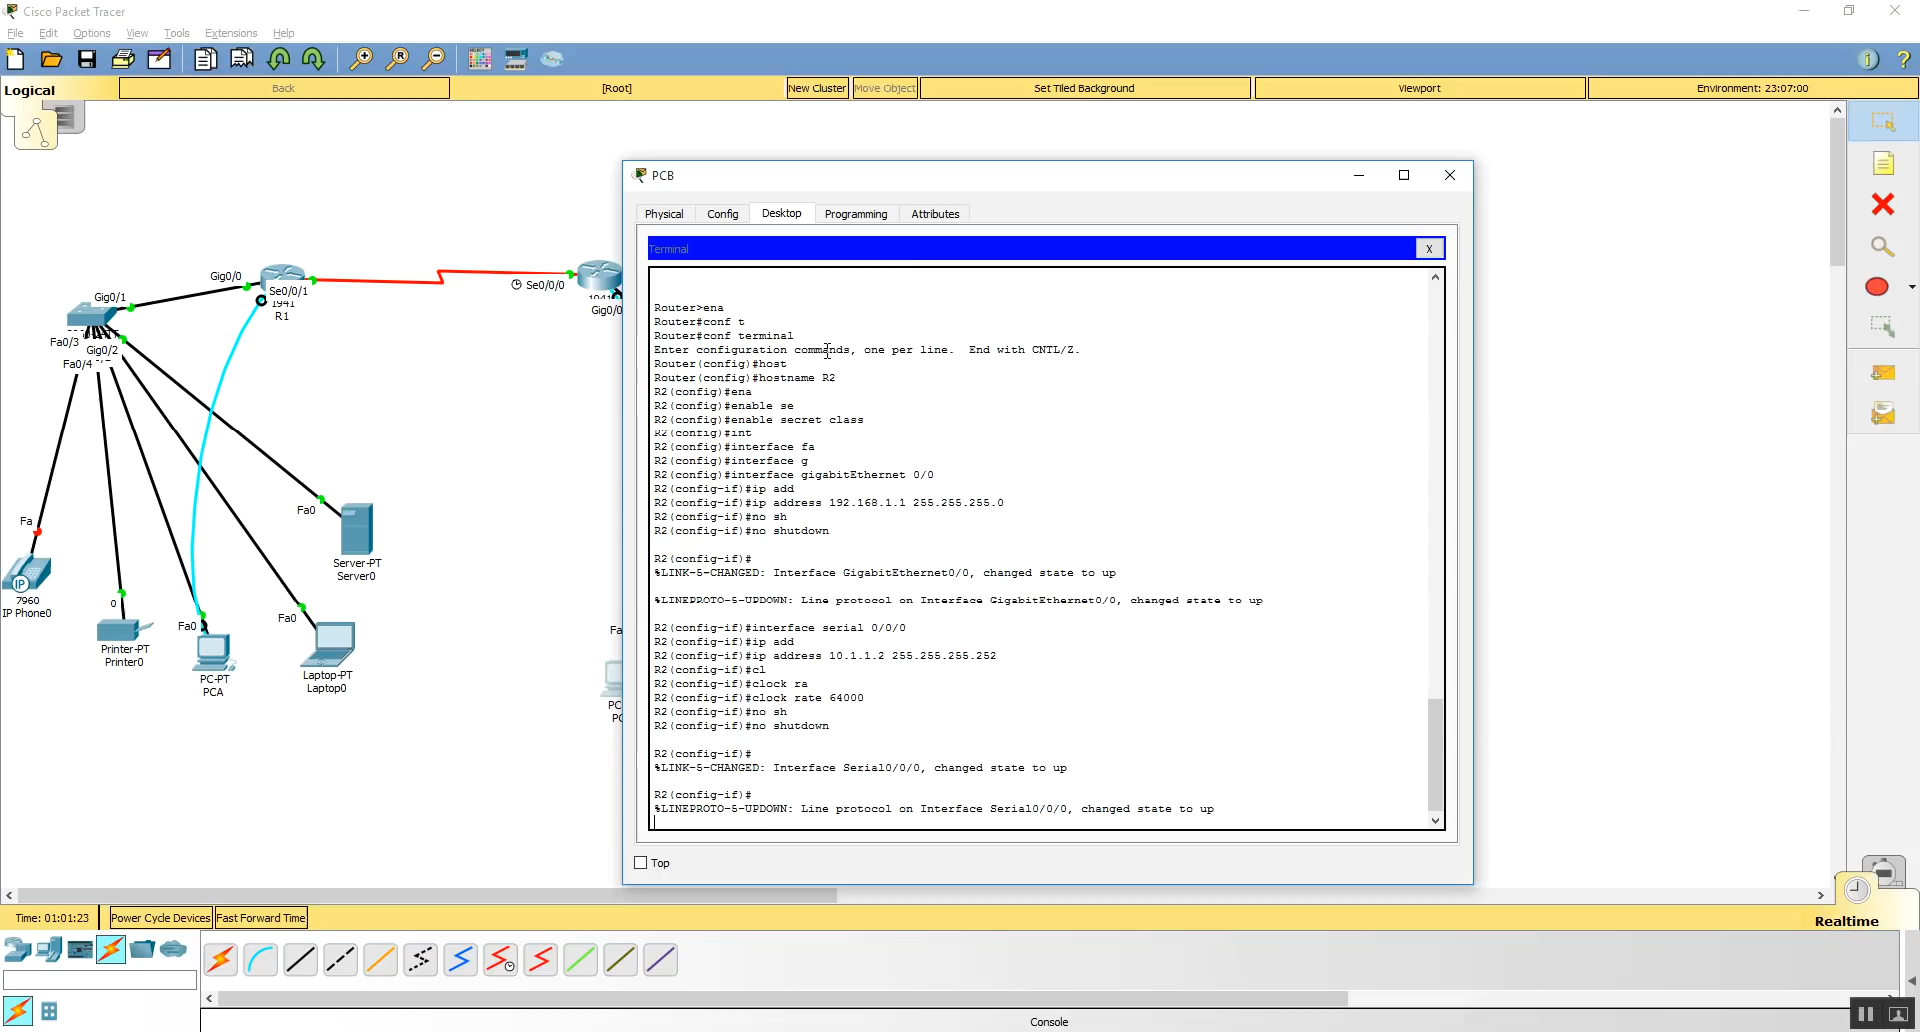 Cisco Packet Tracer
File Edit Options View Tools Extensions Help
Logical Back [Root] New Cluster Move Object Set Tiled Background Viewport Environment: 23:07:00
PCB
Physical Config Desktop Programming Attributes
Terminal X
Router>ena
Router#conf t
Router#conf terminal
Enter configuration commands, one per line. End with CNTL/Z.
Router(config)#host
Router(config)#hostname R2
R2(config)#ena
R2(config)#enable se
R2(config)#enable secret class
R2(config)#int
R2(config)#interface fa
R2(config)#interface g
R2(config)#interface gigabitEthernet 0/0
R2(config-if)#ip add
R2(config-if)#ip address 192.168.1.1 255.255.255.0
R2(config-if)#no sh
R2(config-if)#no shutdown
R2(config-if)#
%LINK-5-CHANGED: Interface GigabitEthernet0/0, changed state to up
%LINEPROTO-5-UPDOWN: Line protocol on Interface GigabitEthernet0/0, changed state to up
R2(config-if)#interface serial 0/0/0
R2(config-if)#ip add
R2(config-if)#ip address 10.1.1.2 255.255.255.252
R2(config-if)#cl
R2(config-if)#clock ra
R2(config-if)#clock rate 64000
R2(config-if)#no sh
R2(config-if)#no shutdown
R2(config-if)#
%LINK-5-CHANGED: Interface Serial0/0/0, changed state to up
R2(config-if)#
%LINEPROTO-5-UPDOWN: Line protocol on Interface Serial0/0/0, changed state to up
Top
Gig0/0
Se0/0/1
1941
R1
Se0/0/0
1941
Gig0/0
Gig0/1
Fa0/3
Gig0/2
Fa0/4
Fa
IP
7960
IP Phone0
0
Printer-PT
Printer0
Fa0
PC-PT
PCA
Fa0
Laptop-PT
Laptop0
Fa0
Server-PT
Server0
Fa
PC
PC
Time: 01:01:23 Power Cycle Devices Fast Forward Time
Realtime
Console